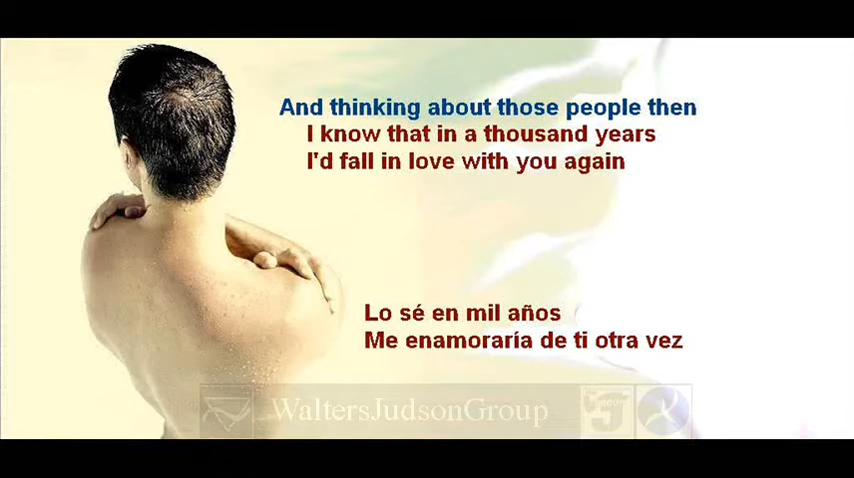 And thinking about those people then
I know that in a thousand years
I'd fall in love with you again
Lo sé en mil años
Me enamoraría de ti otra vez
WaltersJudsonGroup
5